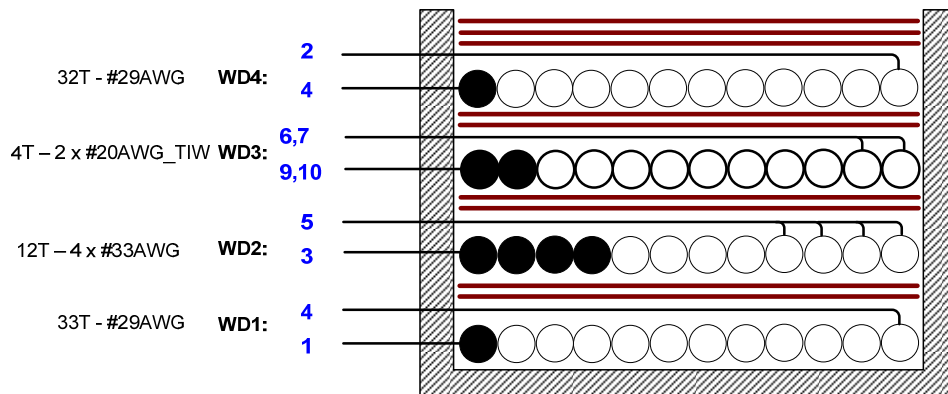 2
32T - #29AWG WD4:
4
6,7
4T – 2 x #20AWG_TIW WD3:
9,10
5
12T – 4 x #33AWG WD2:
3
4
33T - #29AWG WD1:
1